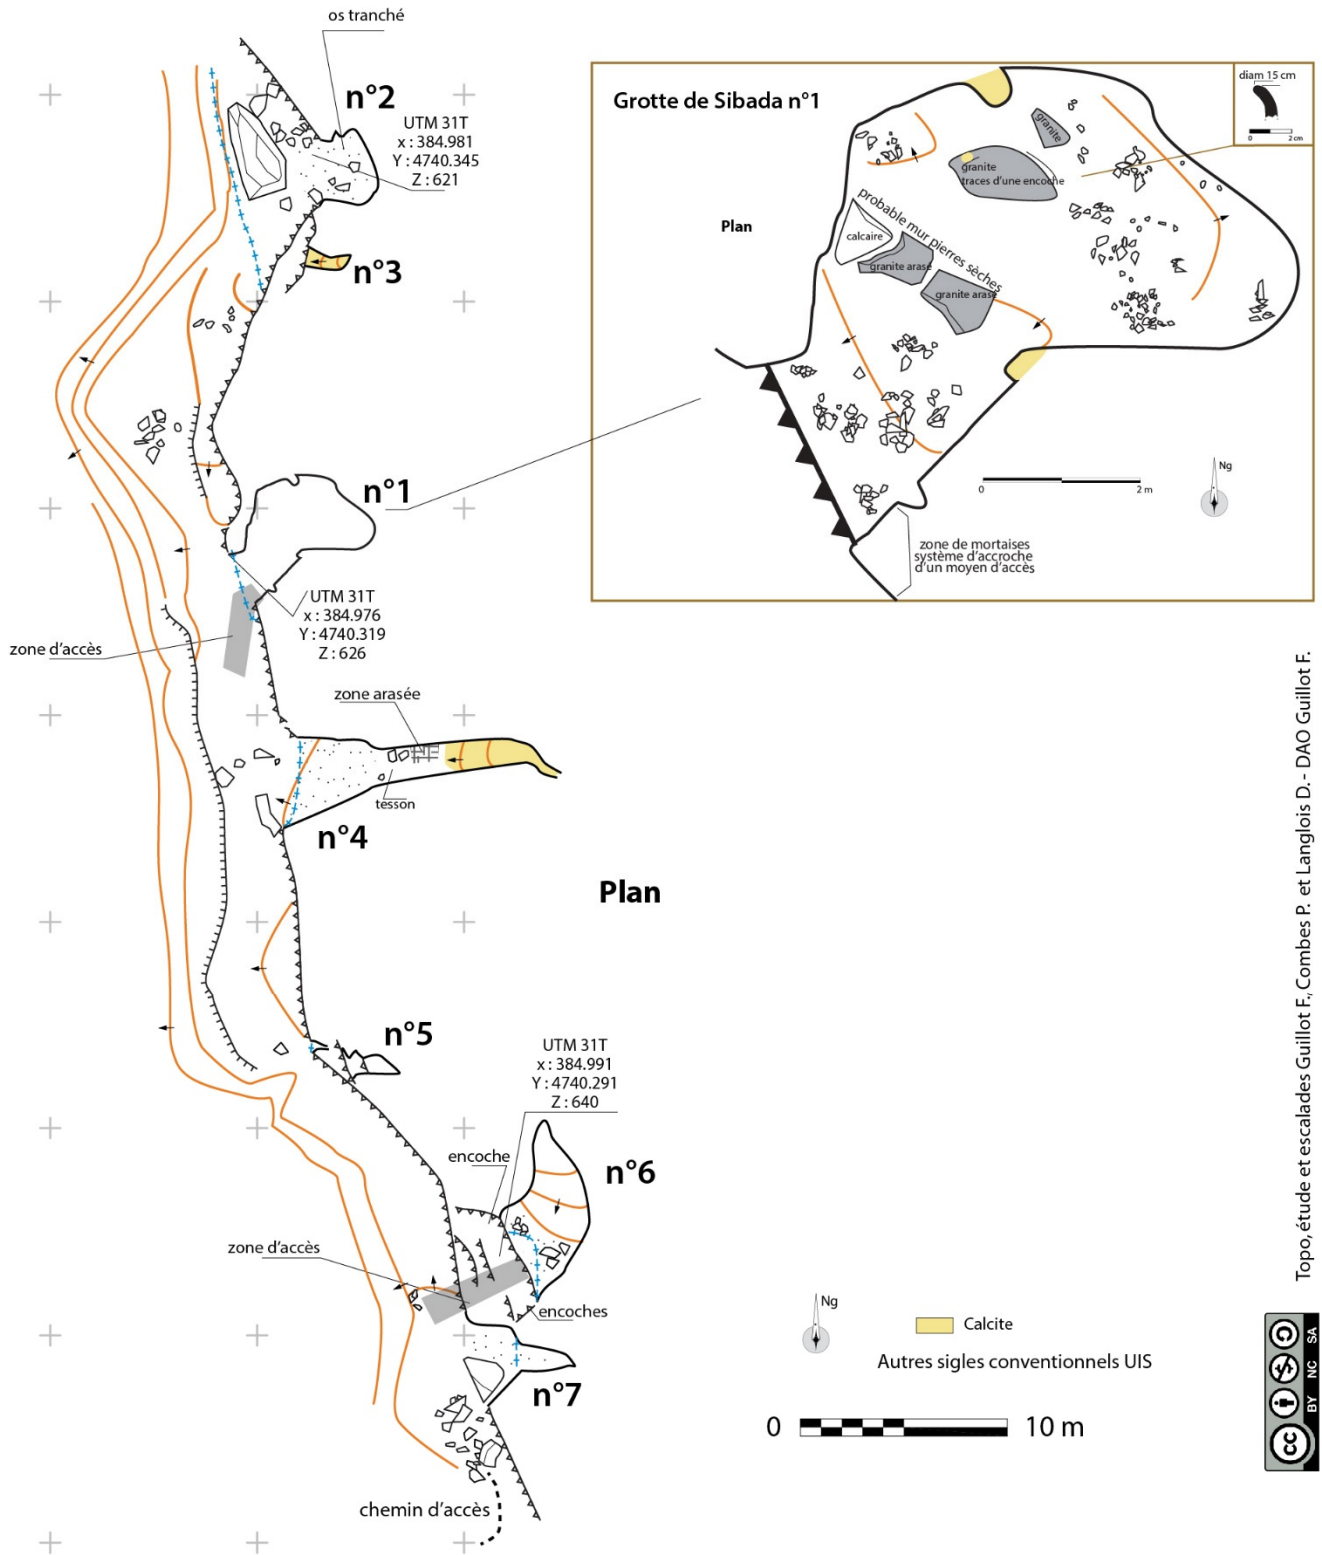 os tranché
n°2
UTM 31T
x : 384.981
Y : 4740.345
Z : 621
n°3
n°1
UTM 31T
x : 384.976
Y : 4740.319
Z : 626
zone d'accès
zone arasée
tesson
n°4
Plan
n°5
UTM 31T
x : 384.991
Y : 4740.291
Z : 640
encoche
n°6
zone d'accès
encoches
n°7
chemin d'accès
Grotte de Sibada n°1
diam 15 cm
0 2 cm
granite
granite
traces d'une encoche
probable mur pierres sèches
Plan
calcaire
granite arasé
granite arasé
Ng
0 2 m
zone de mortaises
système d'accroche
d'un moyen d'accès
Ng
Calcite
Autres sigles conventionnels UIS
0 10 m
Topo, étude et escalades Guillot F., Combes P. et Langlois D.- DAO Guillot F.
cc BY NC SA